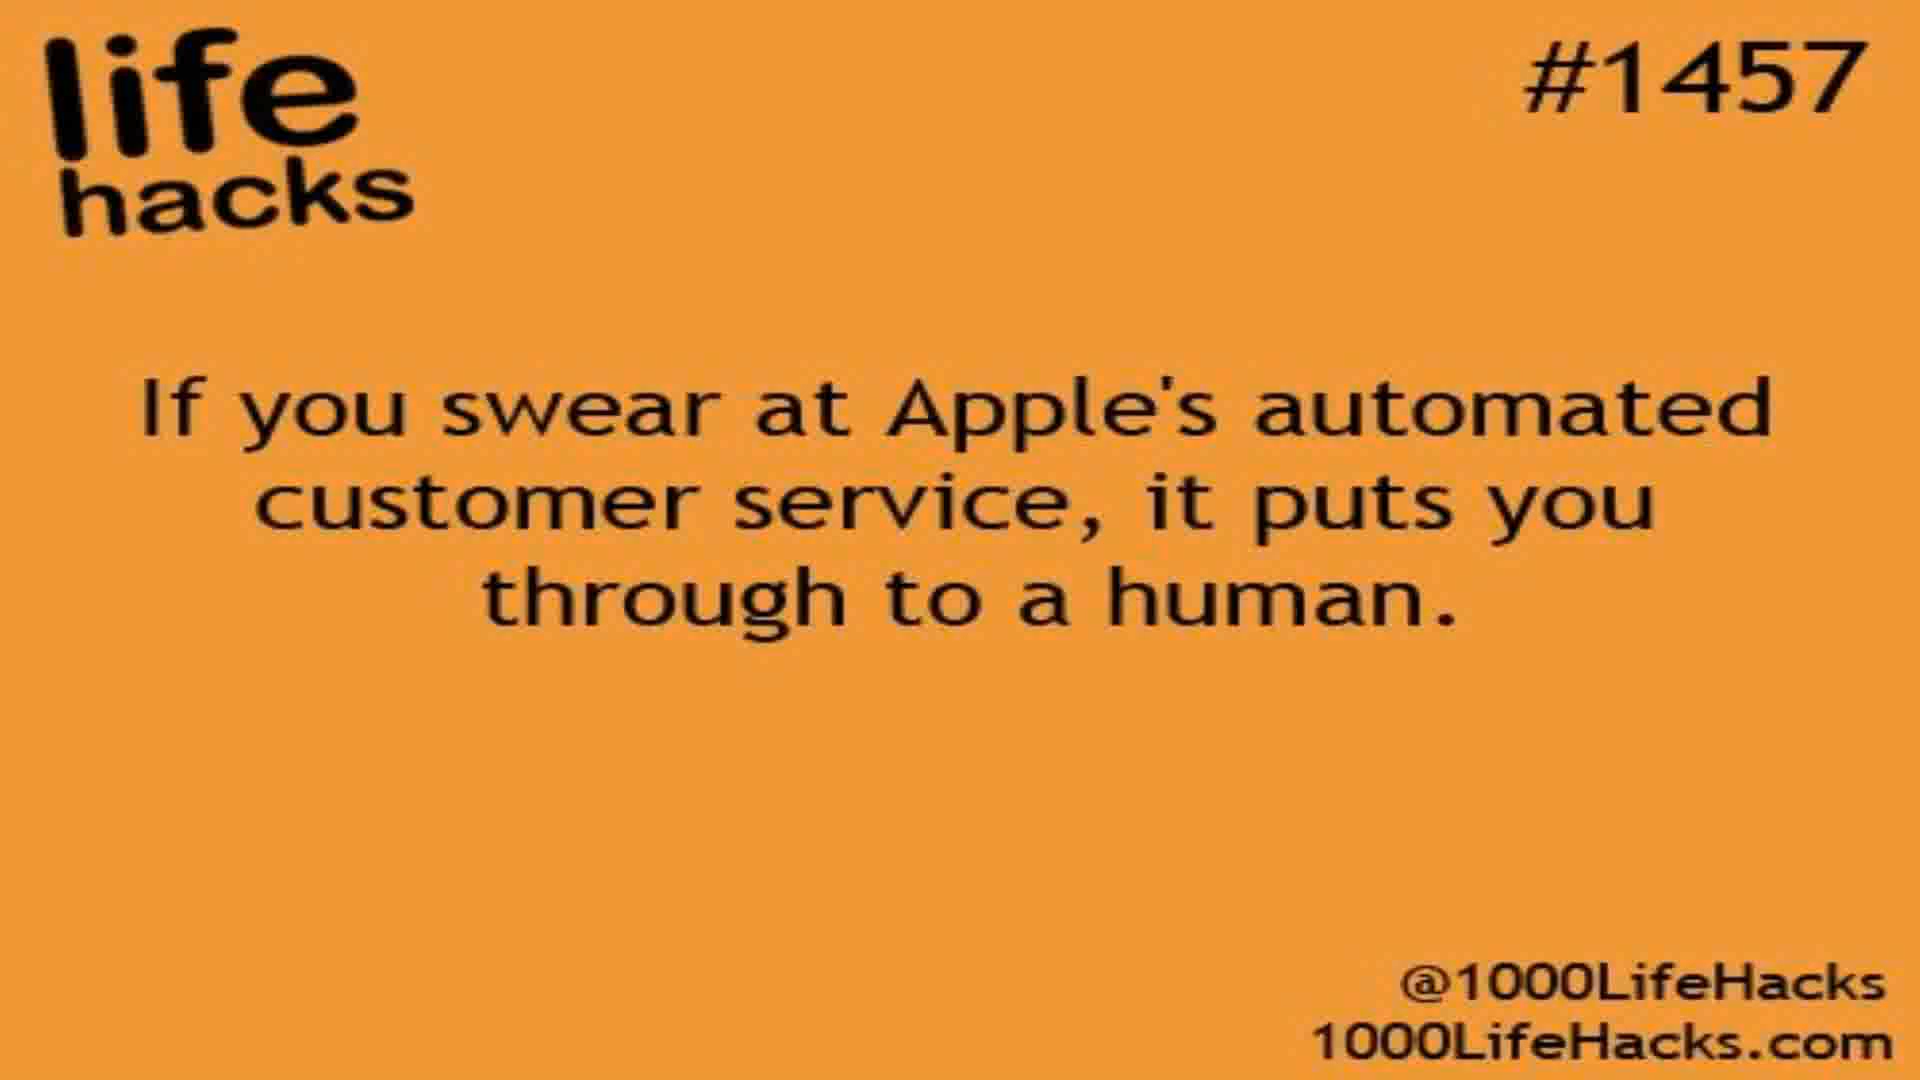 life
hacks
#1457
If you swear at Apple's automated
customer service, it puts you
through to a human.
@1000LifeHacks
1000LifeHacks.com